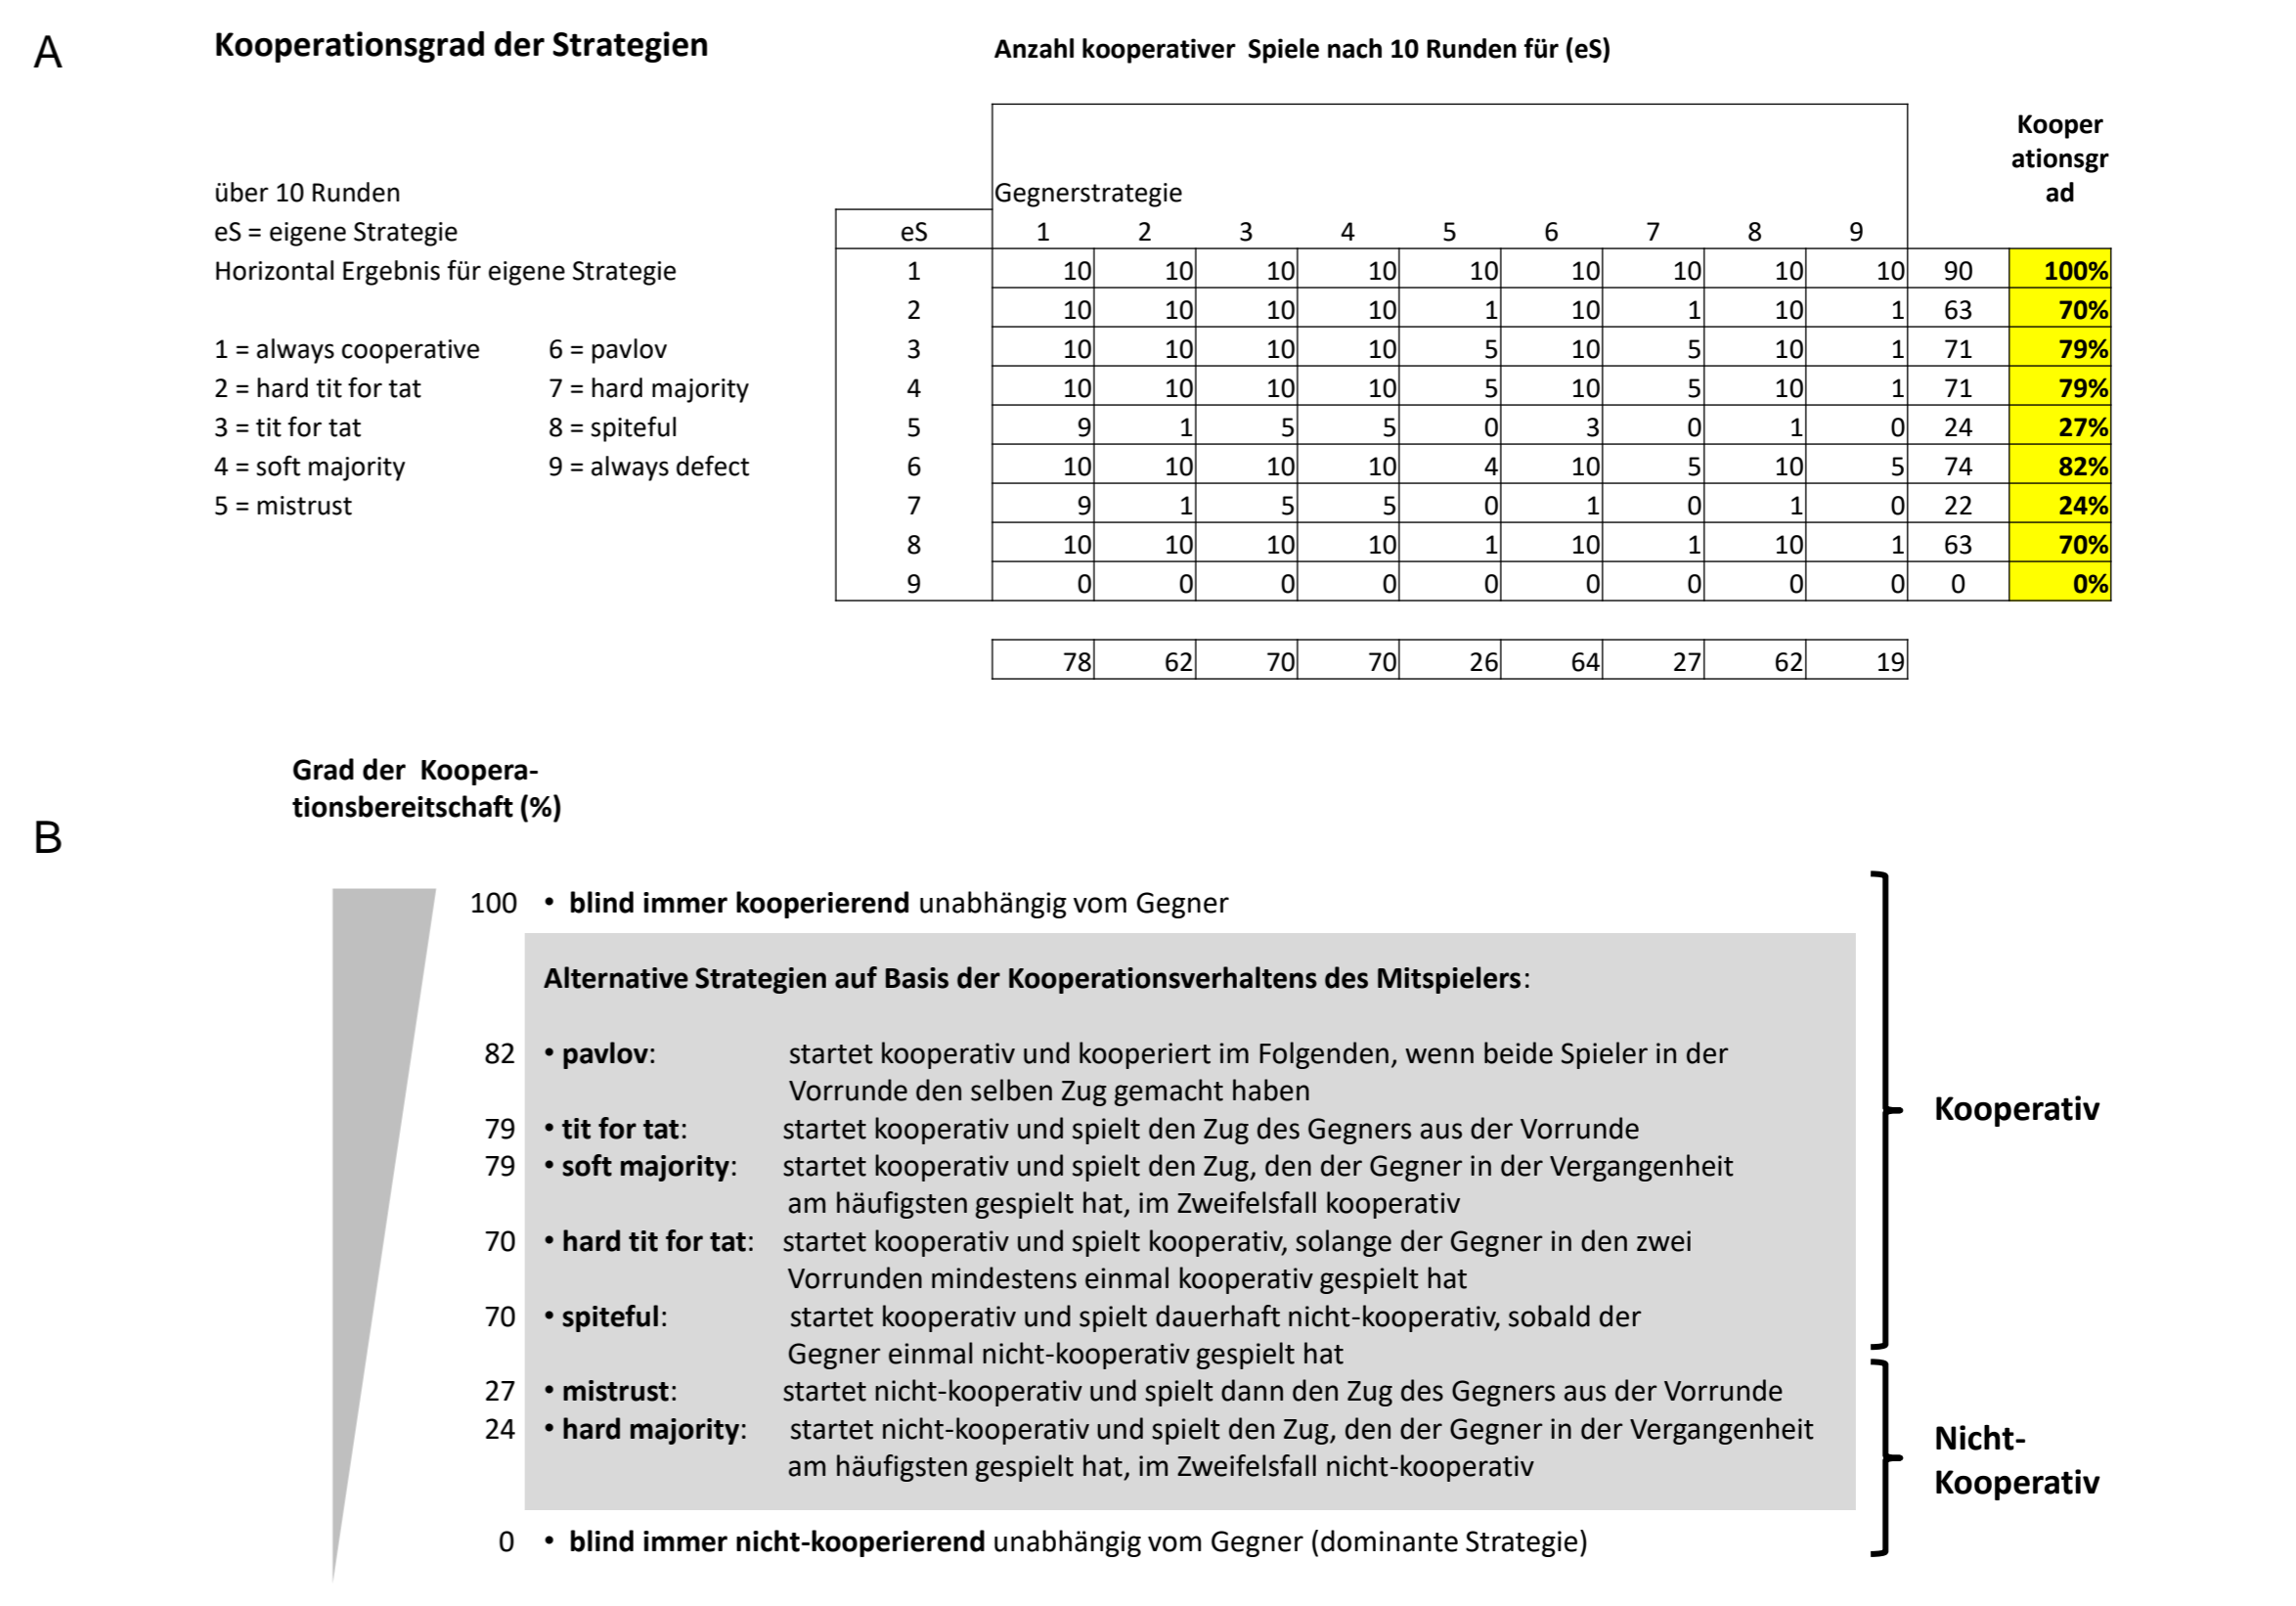 A
Kooperationsgrad der Strategien
Anzahl kooperativer Spiele nach 10 Runden für (eS)
Kooper
ationsgr
ad
über 10 Runden
Gegnerstrategie
eS = eigene Strategie
eS 1 2 3 4 5 6 7 8 9
Horizontal Ergebnis für eigene Strategie
1 10 10 10 10 10 10 10 10 10 90 100%
2 10 10 10 10 1 10 1 10 1 63 70%
1 = always cooperative 6 = pavlov
3 10 10 10 10 5 10 5 10 1 71 79%
2 = hard tit for tat 7 = hard majority
4 10 10 10 10 5 10 5 10 1 71 79%
3 = tit for tat 8 = spiteful
5 9 1 5 5 0 3 0 1 0 24 27%
4 = soft majority 9 = always defect
6 10 10 10 10 4 10 5 10 5 74 82%
5 = mistrust
7 9 1 5 5 0 1 0 1 0 22 24%
8 10 10 10 10 1 10 1 10 1 63 70%
9 0 0 0 0 0 0 0 0 0 0 0%
78 62 70 70 26 64 27 62 19
Grad der Koopera-
tionsbereitschaft (%)
B
100 • blind immer kooperierend unabhängig vom Gegner
Alternative Strategien auf Basis der Kooperationsverhaltens des Mitspielers:
82 • pavlov: startet kooperativ und kooperiert im Folgenden, wenn beide Spieler in der
Vorrunde den selben Zug gemacht haben
79 • tit for tat: startet kooperativ und spielt den Zug des Gegners aus der Vorrunde
79 • soft majority: startet kooperativ und spielt den Zug, den der Gegner in der Vergangenheit
am häufigsten gespielt hat, im Zweifelsfall kooperativ
70 • hard tit for tat: startet kooperativ und spielt kooperativ, solange der Gegner in den zwei
Vorrunden mindestens einmal kooperativ gespielt hat
70 • spiteful: startet kooperativ und spielt dauerhaft nicht-kooperativ, sobald der
Gegner einmal nicht-kooperativ gespielt hat
27 • mistrust: startet nicht-kooperativ und spielt dann den Zug des Gegners aus der Vorrunde
24 • hard majority: startet nicht-kooperativ und spielt den Zug, den der Gegner in der Vergangenheit
am häufigsten gespielt hat, im Zweifelsfall nicht-kooperativ
0 • blind immer nicht-kooperierend unabhängig vom Gegner (dominante Strategie)
Kooperativ
Nicht-
Kooperativ